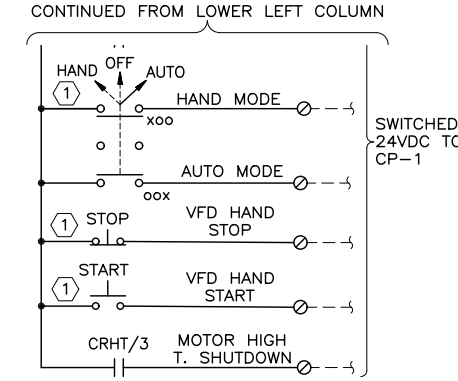 CONTINUED FROM LOWER LEFT COLUMN
HAND OFF AUTO
1 HAND MODE
XOO
SWITCHED
24VDC TO
CP-1
AUTO MODE
OOX
1 STOP VFD HAND
STOP
1 START VFD HAND
START
CRHT/3 MOTOR HIGH
T. SHUTDOWN